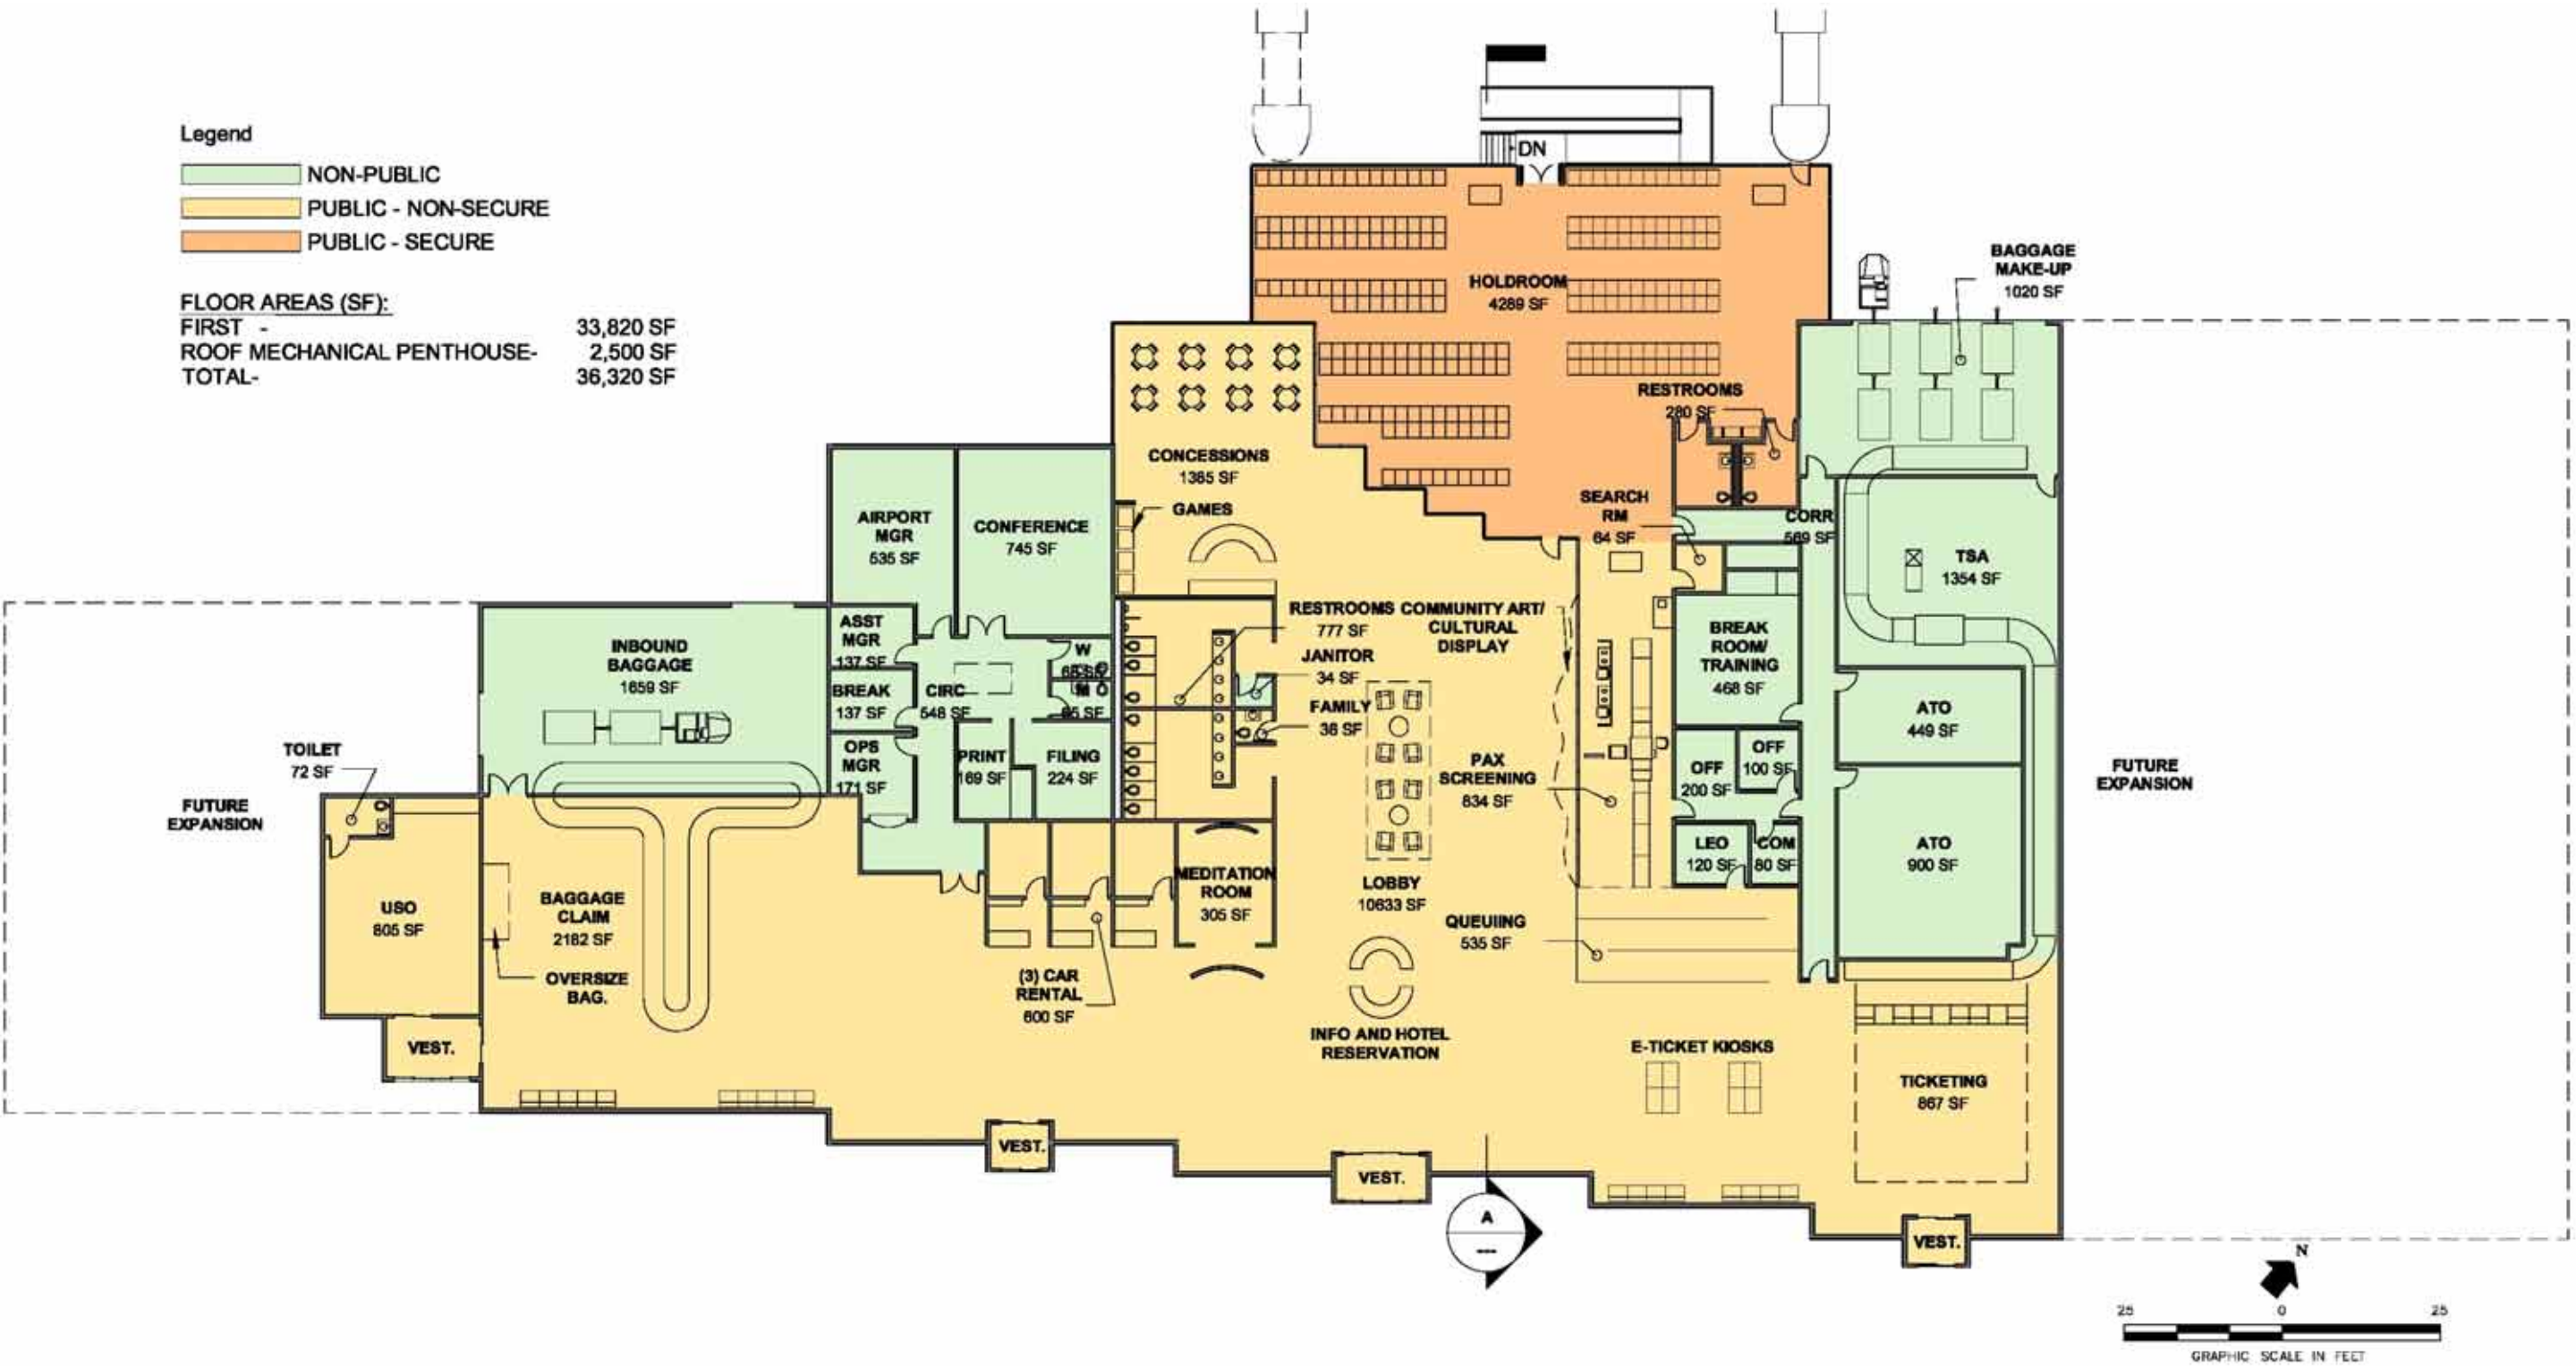 Legend
NON-PUBLIC
PUBLIC - NON-SECURE
PUBLIC - SECURE
FLOOR AREAS (SF):
FIRST - 33,820 SF
ROOF MECHANICAL PENTHOUSE- 2,500 SF
TOTAL- 36,320 SF
DN
HOLDROOM
4289 SF
BAGGAGE
MAKE-UP
1020 SF
RESTROOMS
280 SF
CONCESSIONS
1365 SF
GAMES
SEARCH
RM
64 SF
CORR
569 SF
TSA
1354 SF
AIRPORT
MGR
535 SF
CONFERENCE
745 SF
INBOUND
BAGGAGE
1659 SF
ASST
MGR
137 SF
BREAK
137 SF
CIRC
548 SF
W
M
OPS
MGR
171 SF
PRINT
169 SF
FILING
224 SF
RESTROOMS
777 SF
JANITOR
34 SF
FAMILY
38 SF
COMMUNITY ART/
CULTURAL
DISPLAY
BREAK
ROOM/
TRAINING
468 SF
ATO
449 SF
PAX
SCREENING
834 SF
OFF
200 SF
OFF
100 SF
LEO
120 SF
COM
80 SF
ATO
900 SF
FUTURE
EXPANSION
TOILET
72 SF
FUTURE
EXPANSION
USO
805 SF
BAGGAGE
CLAIM
2182 SF
OVERSIZE
BAG.
(3) CAR
RENTAL
600 SF
MEDITATION
ROOM
305 SF
LOBBY
10633 SF
QUEUIING
535 SF
INFO AND HOTEL
RESERVATION
E-TICKET KIOSKS
TICKETING
867 SF
VEST.
VEST.
VEST.
VEST.
A
---
N
25 0 25
GRAPHIC SCALE IN FEET